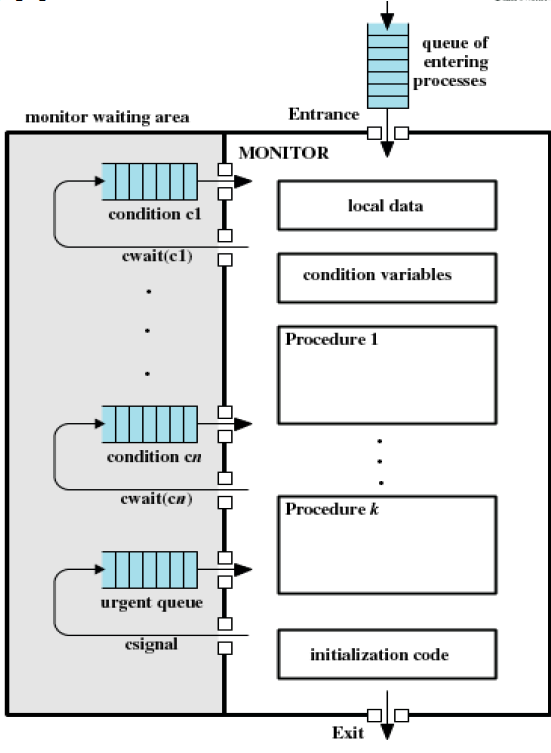 queue of
entering
processes
Entrance
monitor waiting area
MONITOR
condition c1
cwait(c1)
local data
condition variables
Procedure 1
condition cn
cwait(cn)
Procedure k
urgent queue
csignal
initialization code
Exit